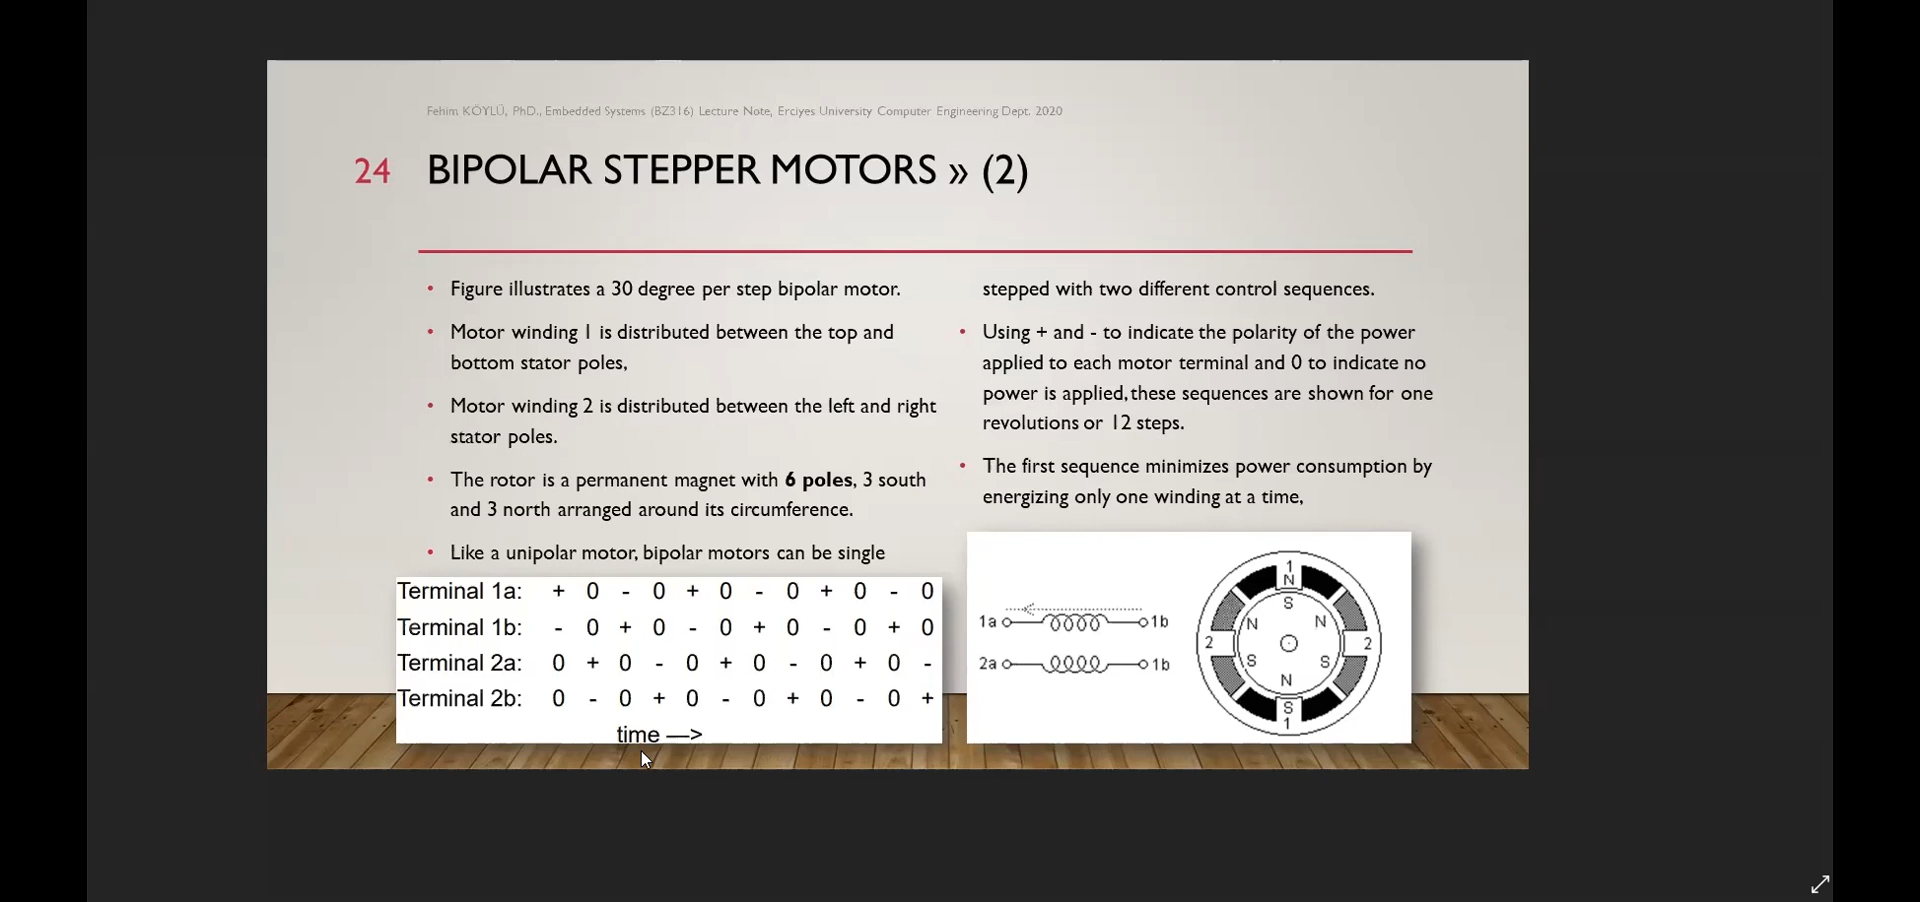 Fehim KÖYLÜ, PhD., Embedded Systems (BZ316) Lecture Note, Erciyes University Computer Engineering Dept. 2020
24 BIPOLAR STEPPER MOTORS » (2)
• Figure illustrates a 30 degree per step bipolar motor.
• Motor winding 1 is distributed between the top and
bottom stator poles,
• Motor winding 2 is distributed between the left and right
stator poles.
• The rotor is a permanent magnet with 6 poles, 3 south
and 3 north arranged around its circumference.
• Like a unipolar motor, bipolar motors can be single
stepped with two different control sequences.
• Using + and - to indicate the polarity of the power
applied to each motor terminal and 0 to indicate no
power is applied, these sequences are shown for one
revolutions or 12 steps.
• The first sequence minimizes power consumption by
energizing only one winding at a time,
Terminal 1a: + 0 - 0 + 0 - 0 + 0 - 0
Terminal 1b: - 0 + 0 - 0 + 0 - 0 + 0
Terminal 2a: 0 + 0 - 0 + 0 - 0 + 0 -
Terminal 2b: 0 - 0 + 0 - 0 + 0 - 0 +
time —>
1a 1b
2a 1b
1
N
S
N N
2 2
S S
N
S
1